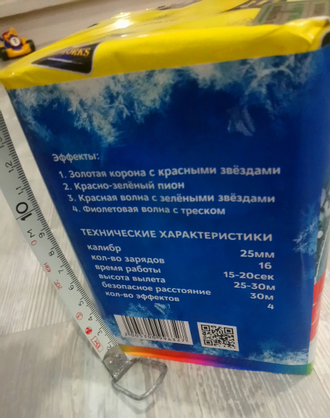 Эффекты:
1. Золотая корона с красными звёздами
2. Красно-зелёный пион
3. Красная волна с зелёными звёздами
4. Фиолетовая волна с треском
ТЕХНИЧЕСКИЕ ХАРАКТЕРИСТИКИ
калибр 25мм
кол-во зарядов 16
время работы 15-20сек
высота вылета 25-30м
безопасное расстояние 30м
кол-во эффектов 4
10